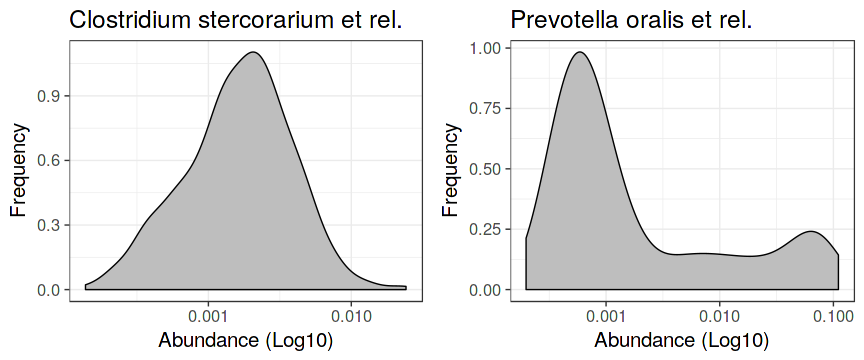 Clostridium stercorarium et rel.
Frequency
0.9
0.6
0.3
0.0
0.001
0.010
Abundance (Log10)
Prevotella oralis et rel.
Frequency
1.00
0.75
0.50
0.25
0.00
0.001
0.010
0.100
Abundance (Log10)